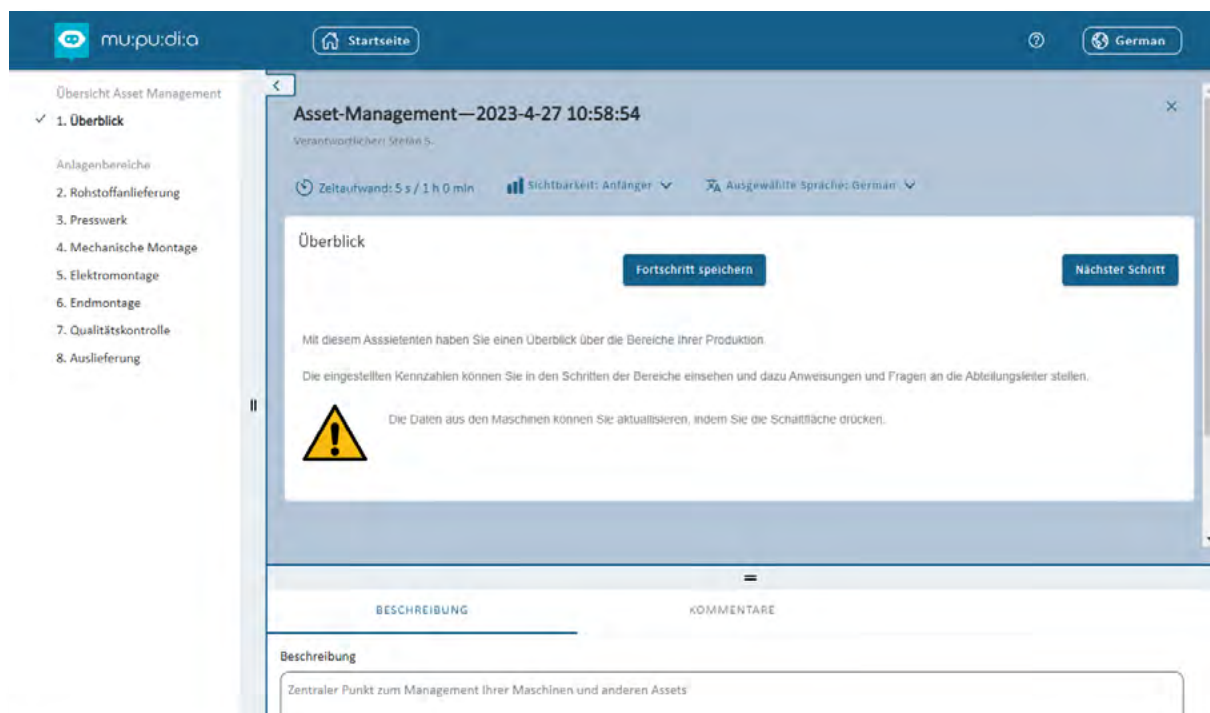 mu:pu:di:a
Startseite
German
Übersicht Asset Management
1. Überblick
Anlagenbereiche
2. Rohstoffanlieferung
3. Presswerk
4. Mechanische Montage
5. Elektromontage
6. Endmontage
7. Qualitätskontrolle
8. Auslieferung
Asset-Management—2023-4-27 10:58:54
Verantwortlicher: Stefan S.
Zeitaufwand: 5 s / 1 h 0 min
Sichtbarkeit: Anfänger
Ausgewählte Sprache: German
Überblick
Fortschritt speichern
Nächster Schritt
Mit diesem Asssietenten haben Sie einen Überblick über die Bereiche Ihrer Produktion.
Die eingestellten Kennzahlen können Sie in den Schritten der Bereiche einsehen und dazu Anweisungen und Fragen an die Abteilungsleiter stellen.
Die Daten aus den Maschinen können Sie aktualisieren, indem Sie die Schaltfläche drücken.
BESCHREIBUNG
KOMMENTARE
Beschreibung
Zentraler Punkt zum Management Ihrer Maschinen und anderen Assets